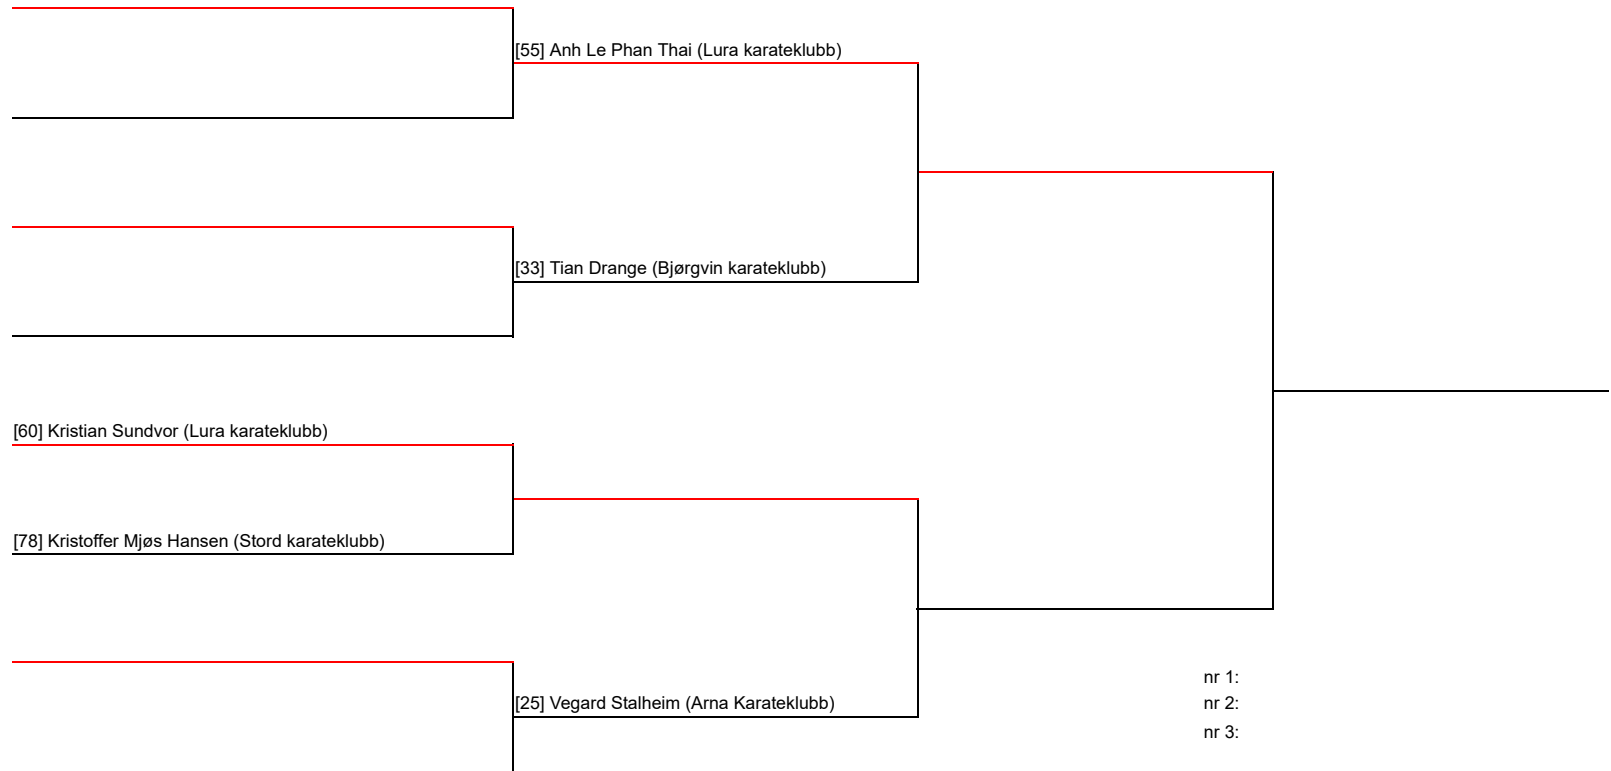 [55] Anh Le Phan Thai (Lura karateklubb)
[33] Tian Drange (Bjørgvin karateklubb)
[60] Kristian Sundvor (Lura karateklubb)
[78] Kristoffer Mjøs Hansen (Stord karateklubb)
[25] Vegard Stalheim (Arna Karateklubb)
nr 1:
nr 2:
nr 3: